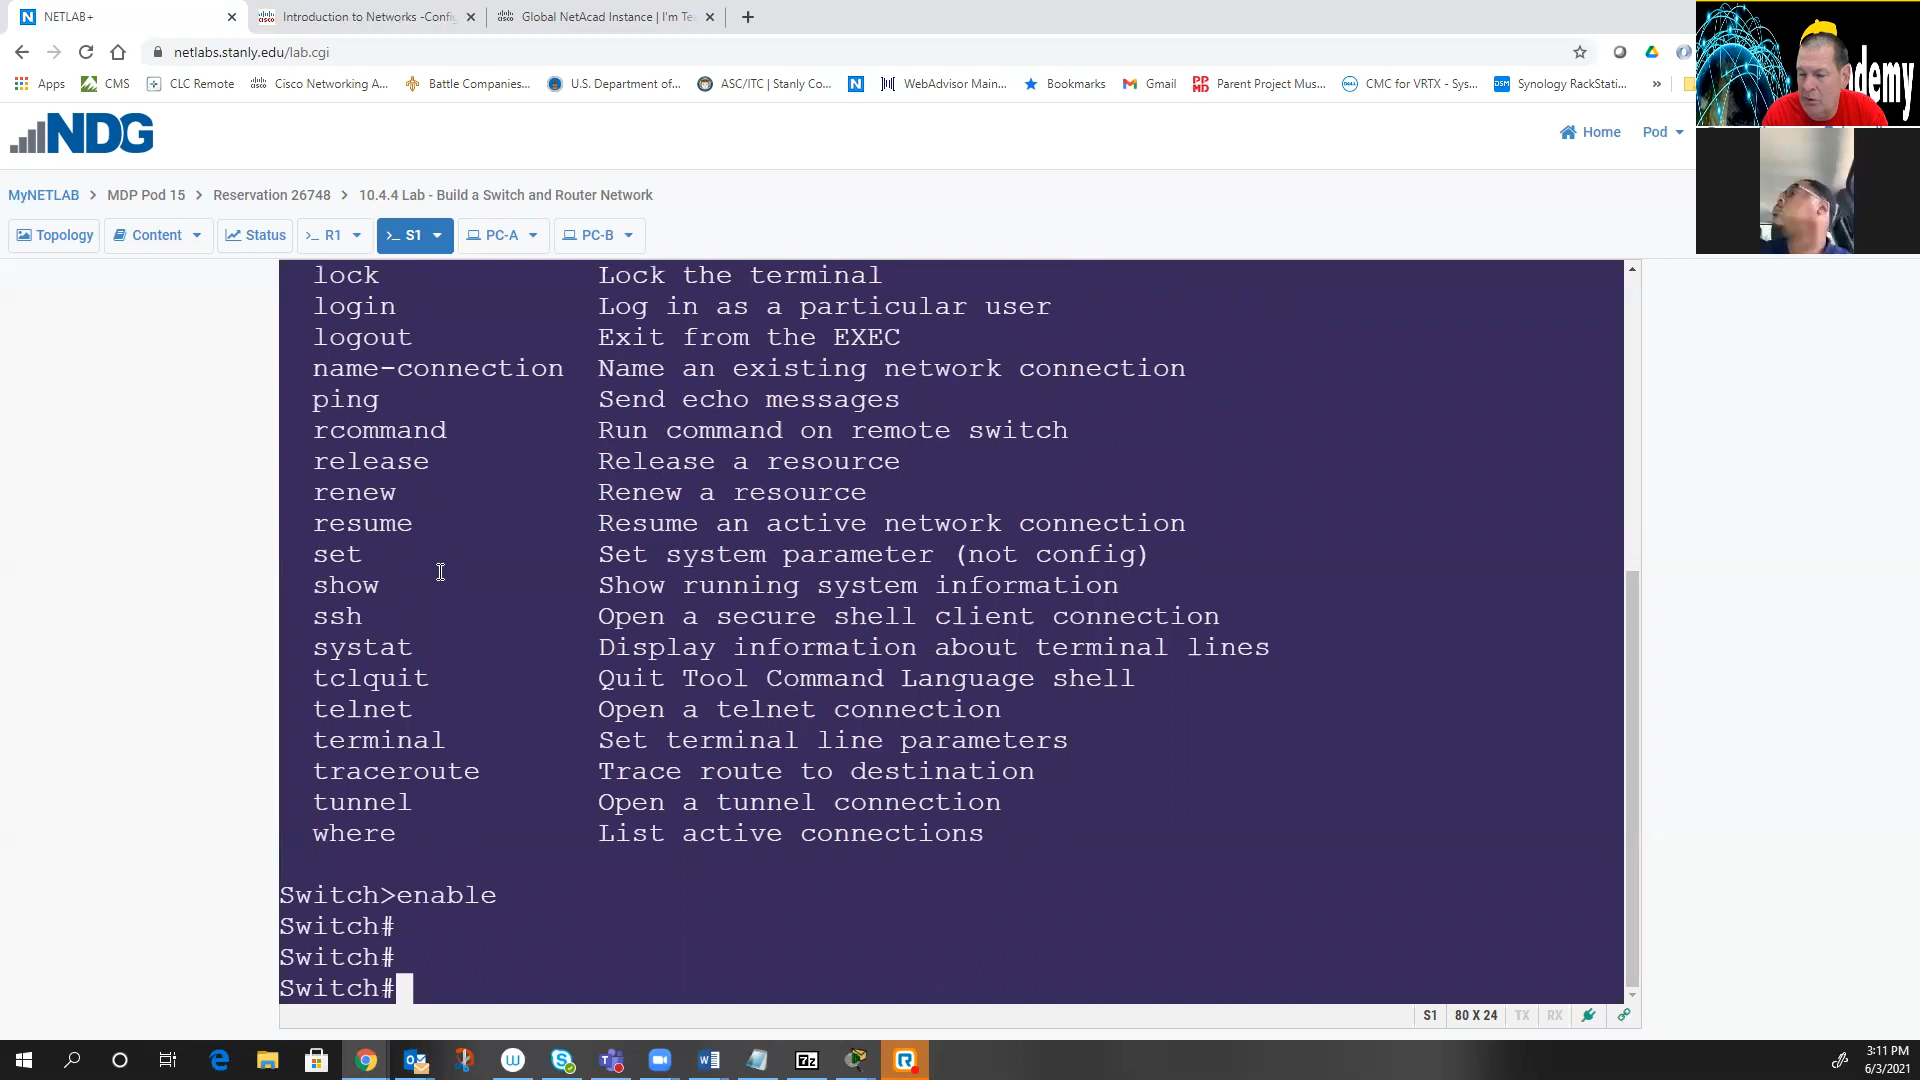 NETLAB+
Introduction to Networks -Config
Global NetAcad Instance | I'm Te
netlabs.stanly.edu/lab.cgi
Apps
CMS
CLC Remote
Cisco Networking A...
Battle Companies...
U.S. Department of...
ASC/ITC | Stanly Co...
WebAdvisor Main...
Bookmarks
Gmail
Parent Project Mus...
CMC for VRTX - Sys...
Synology RackStati...
»
NDG
Home
Pod
ademy
MyNETLAB > MDP Pod 15 > Reservation 26748 > 10.4.4 Lab - Build a Switch and Router Network
Topology
Content
Status
R1
S1
PC-A
PC-B
lock Lock the terminal
login Log in as a particular user
logout Exit from the EXEC
name-connection Name an existing network connection
ping Send echo messages
rcommand Run command on remote switch
release Release a resource
renew Renew a resource
resume Resume an active network connection
set Set system parameter (not config)
show Show running system information
ssh Open a secure shell client connection
systat Display information about terminal lines
tclquit Quit Tool Command Language shell
telnet Open a telnet connection
terminal Set terminal line parameters
traceroute Trace route to destination
tunnel Open a tunnel connection
where List active connections
Switch>enable
Switch#
Switch#
Switch#
S1 80 X 24 TX RX
3:11 PM
6/3/2021